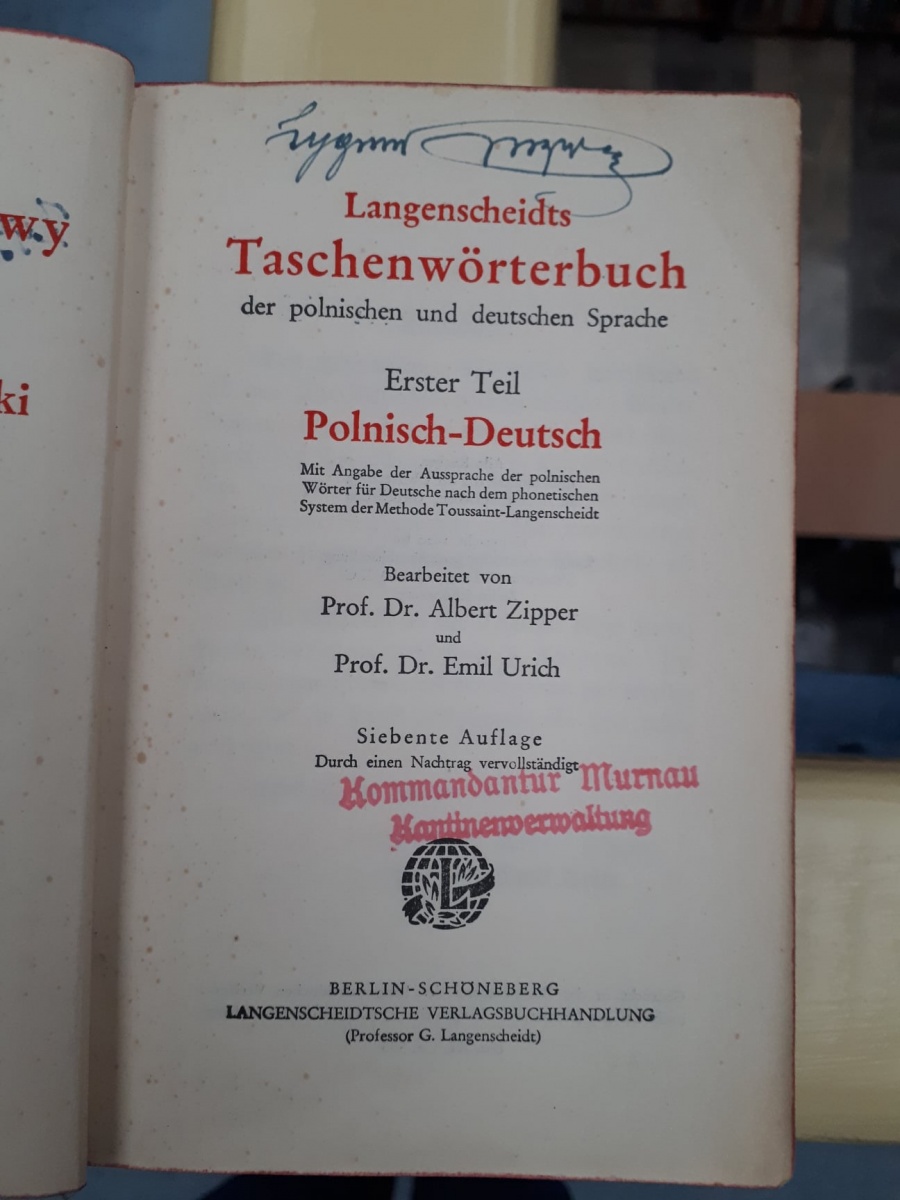 wy
ki
Langenscheidts
Taschenwörterbuch
der polnischen und deutschen Sprache
Erster Teil
Polnisch-Deutsch
Mit Angabe der Aussprache der polnischen
Wörter für Deutsche nach dem phonetischen
System der Methode Toussaint-Langenscheidt
Bearbeitet von
Prof. Dr. Albert Zipper
und
Prof. Dr. Emil Urich
Siebente Auflage
Durch einen Nachtrag vervollständigt
Kommandantur Murnau
Kantinenverwaltung
L
BERLIN-SCHÖNEBERG
LANGENSCHEIDTSCHE VERLAGSBUCHHANDLUNG
(Professor G. Langenscheidt)